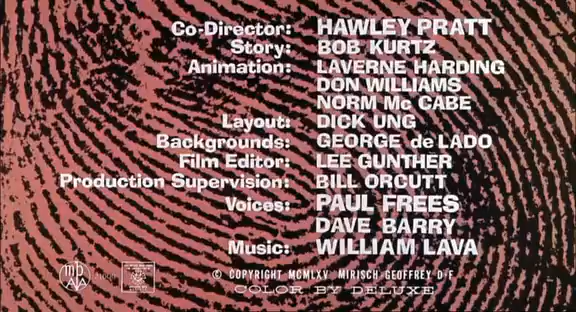 Co-Director: HAWLEY PRATT
Story: BOB KURTZ
Animation: LAVERNE HARDING
DON WILLIAMS
NORM Mc CABE
Layout: DICK UNG
Backgrounds: GEORGE de LADO
Film Editor: LEE GUNTHER
Production Supervision: BILL ORCUTT
Voices: PAUL FREES
DAVE BARRY
Music: WILLIAM LAVA
© COPYRIGHT MCMLXV MIRISCH GEOFFREY D F
COLOR BY DELUXE